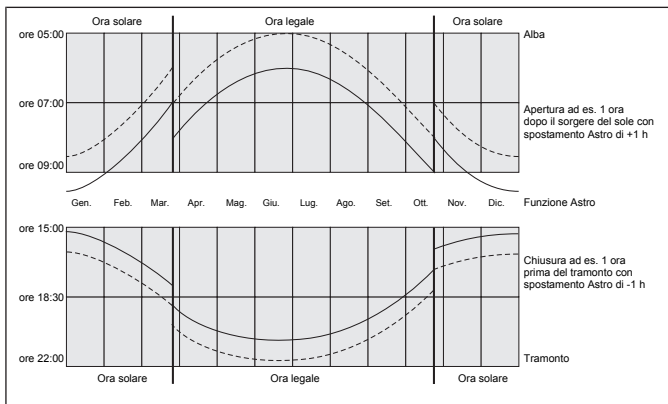 Ora solare
Ora legale
Ora solare
ore 05:00
Alba
ore 07:00
Apertura ad es. 1 ora
dopo il sorgere del sole con
spostamento Astro di +1 h
ore 09:00
Gen. Feb. Mar. Apr. Mag. Giu. Lug. Ago. Set. Ott. Nov. Dic. Funzione Astro
ore 15:00
Chiusura ad es. 1 ora
prima del tramonto con
spostamento Astro di -1 h
ore 18:30
ore 22:00
Tramonto
Ora solare
Ora legale
Ora solare